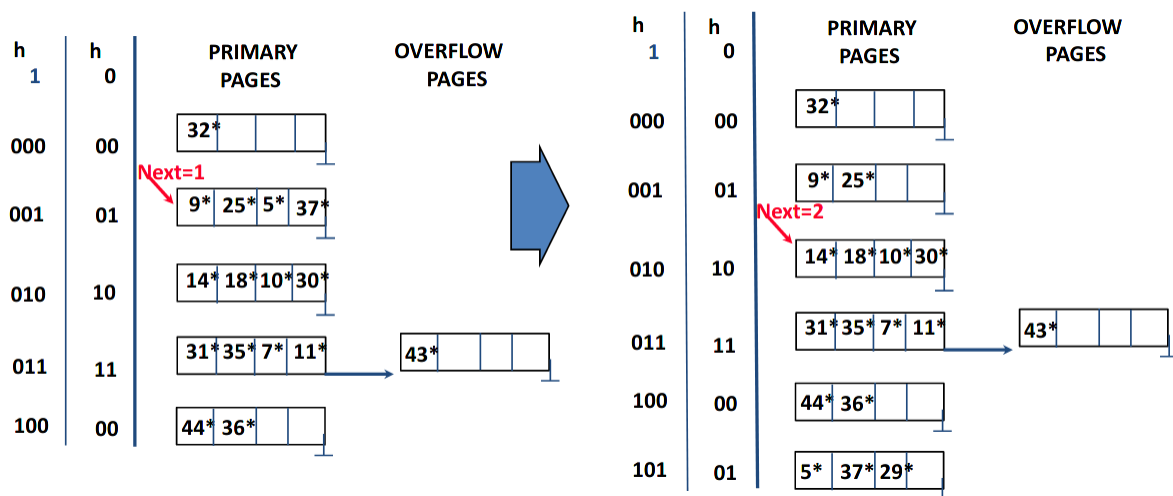 h h PRIMARY PAGES OVERFLOW PAGES
1 0
000 00 32*
Next=1
001 01 9* 25* 5* 37*
010 10 14* 18* 10* 30*
011 11 31* 35* 7* 11* 43*
100 00 44* 36*
h h PRIMARY PAGES OVERFLOW PAGES
1 0
000 00 32*
001 01 9* 25*
Next=2
010 10 14* 18* 10* 30*
011 11 31* 35* 7* 11* 43*
100 00 44* 36*
101 01 5* 37* 29*